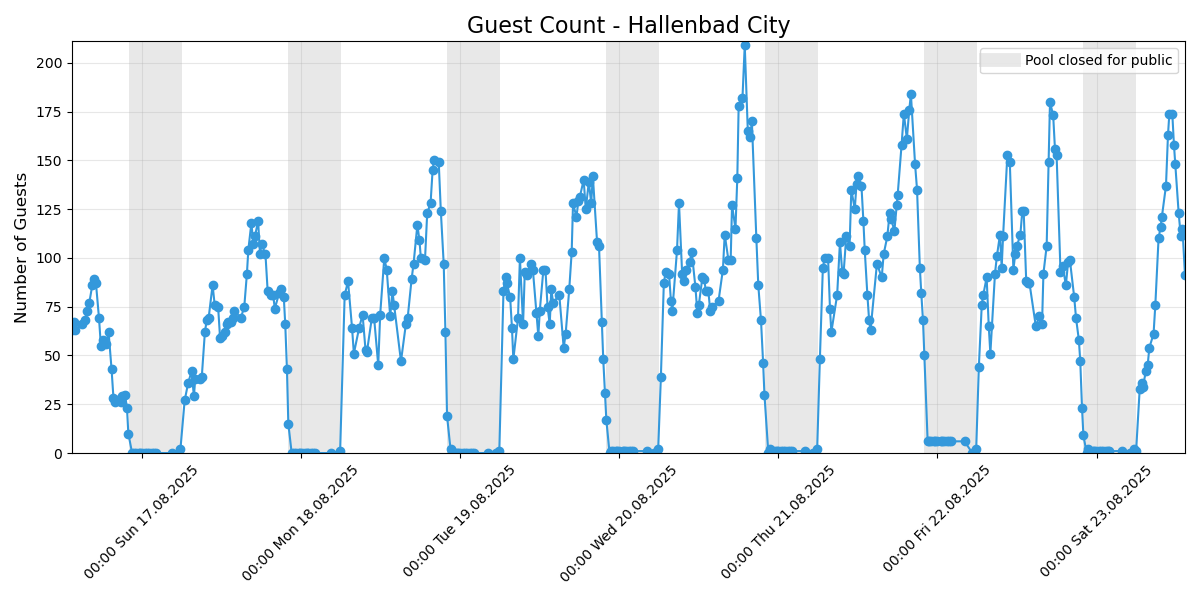 Guest Count - Hallenbad City
Pool closed for public
Number of Guests
200
175
150
125
100
75
50
25
0
00:00 Sun 17.08.2025
00:00 Mon 18.08.2025
00:00 Tue 19.08.2025
00:00 Wed 20.08.2025
00:00 Thu 21.08.2025
00:00 Fri 22.08.2025
00:00 Sat 23.08.2025